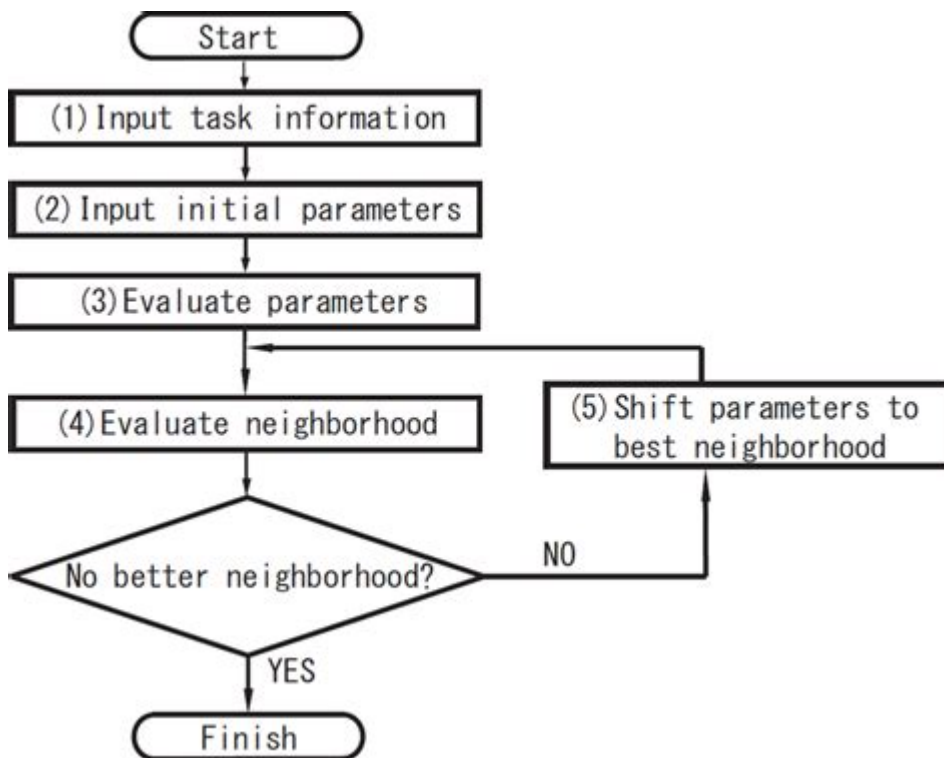 Start
(1)Input task information
(2)Input initial parameters
(3)Evaluate parameters
(4)Evaluate neighborhood
(5)Shift parameters to
best neighborhood
No better neighborhood?
NO
YES
Finish